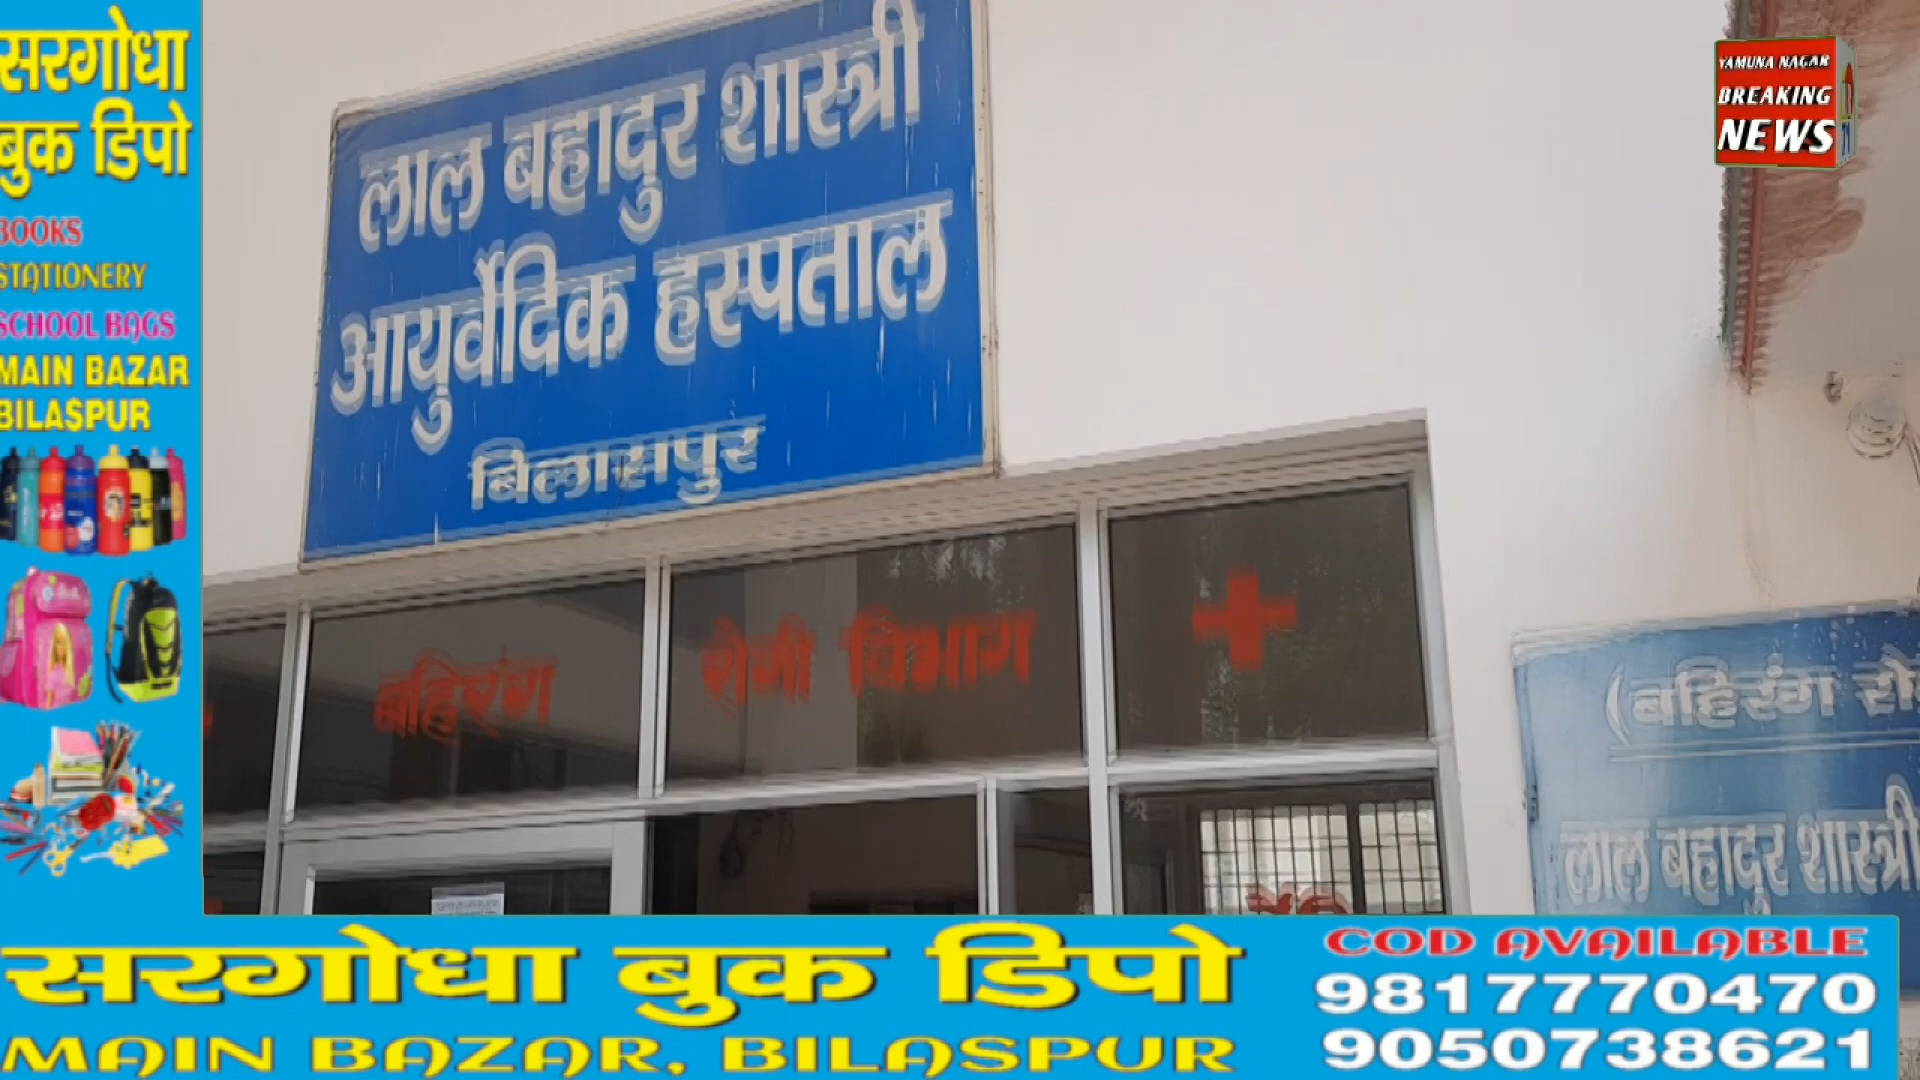 सरगोधा
बुक डिपो
BOOKS
STATIONERY
SCHOOL BAGS
MAIN BAZAR
BILASPUR
लाल बहादुर शास्त्री
आयुर्वेदिक हस्पताल
बिलासपुर
बहिरंग रोगी विभाग
YAMUNA NAGAR
BREAKING
NEWS
(बहिरंग
लाल बहादुर शास्त्री
सरगोधा बुक डिपो
MAIN BAZAR, BILASPUR
COD AVAILABLE
9817770470
9050738621